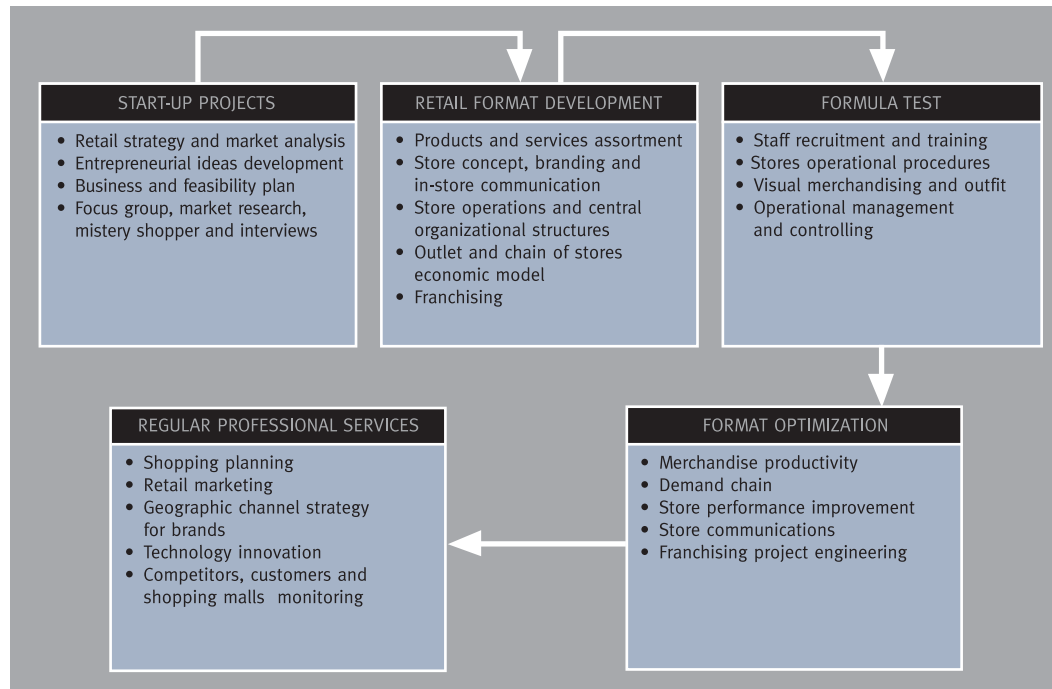 START-UP PROJECTS
• Retail strategy and market analysis
• Entrepreneurial ideas development
• Business and feasibility plan
• Focus group, market research,
mistery shopper and interviews
RETAIL FORMAT DEVELOPMENT
• Products and services assortment
• Store concept, branding and
in-store communication
• Store operations and central
organizational structures
• Outlet and chain of stores
economic model
• Franchising
FORMULA TEST
• Staff recruitment and training
• Stores operational procedures
• Visual merchandising and outfit
• Operational management
and controlling
FORMAT OPTIMIZATION
• Merchandise productivity
• Demand chain
• Store performance improvement
• Store communications
• Franchising project engineering
REGULAR PROFESSIONAL SERVICES
• Shopping planning
• Retail marketing
• Geographic channel strategy
for brands
• Technology innovation
• Competitors, customers and
shopping malls  monitoring